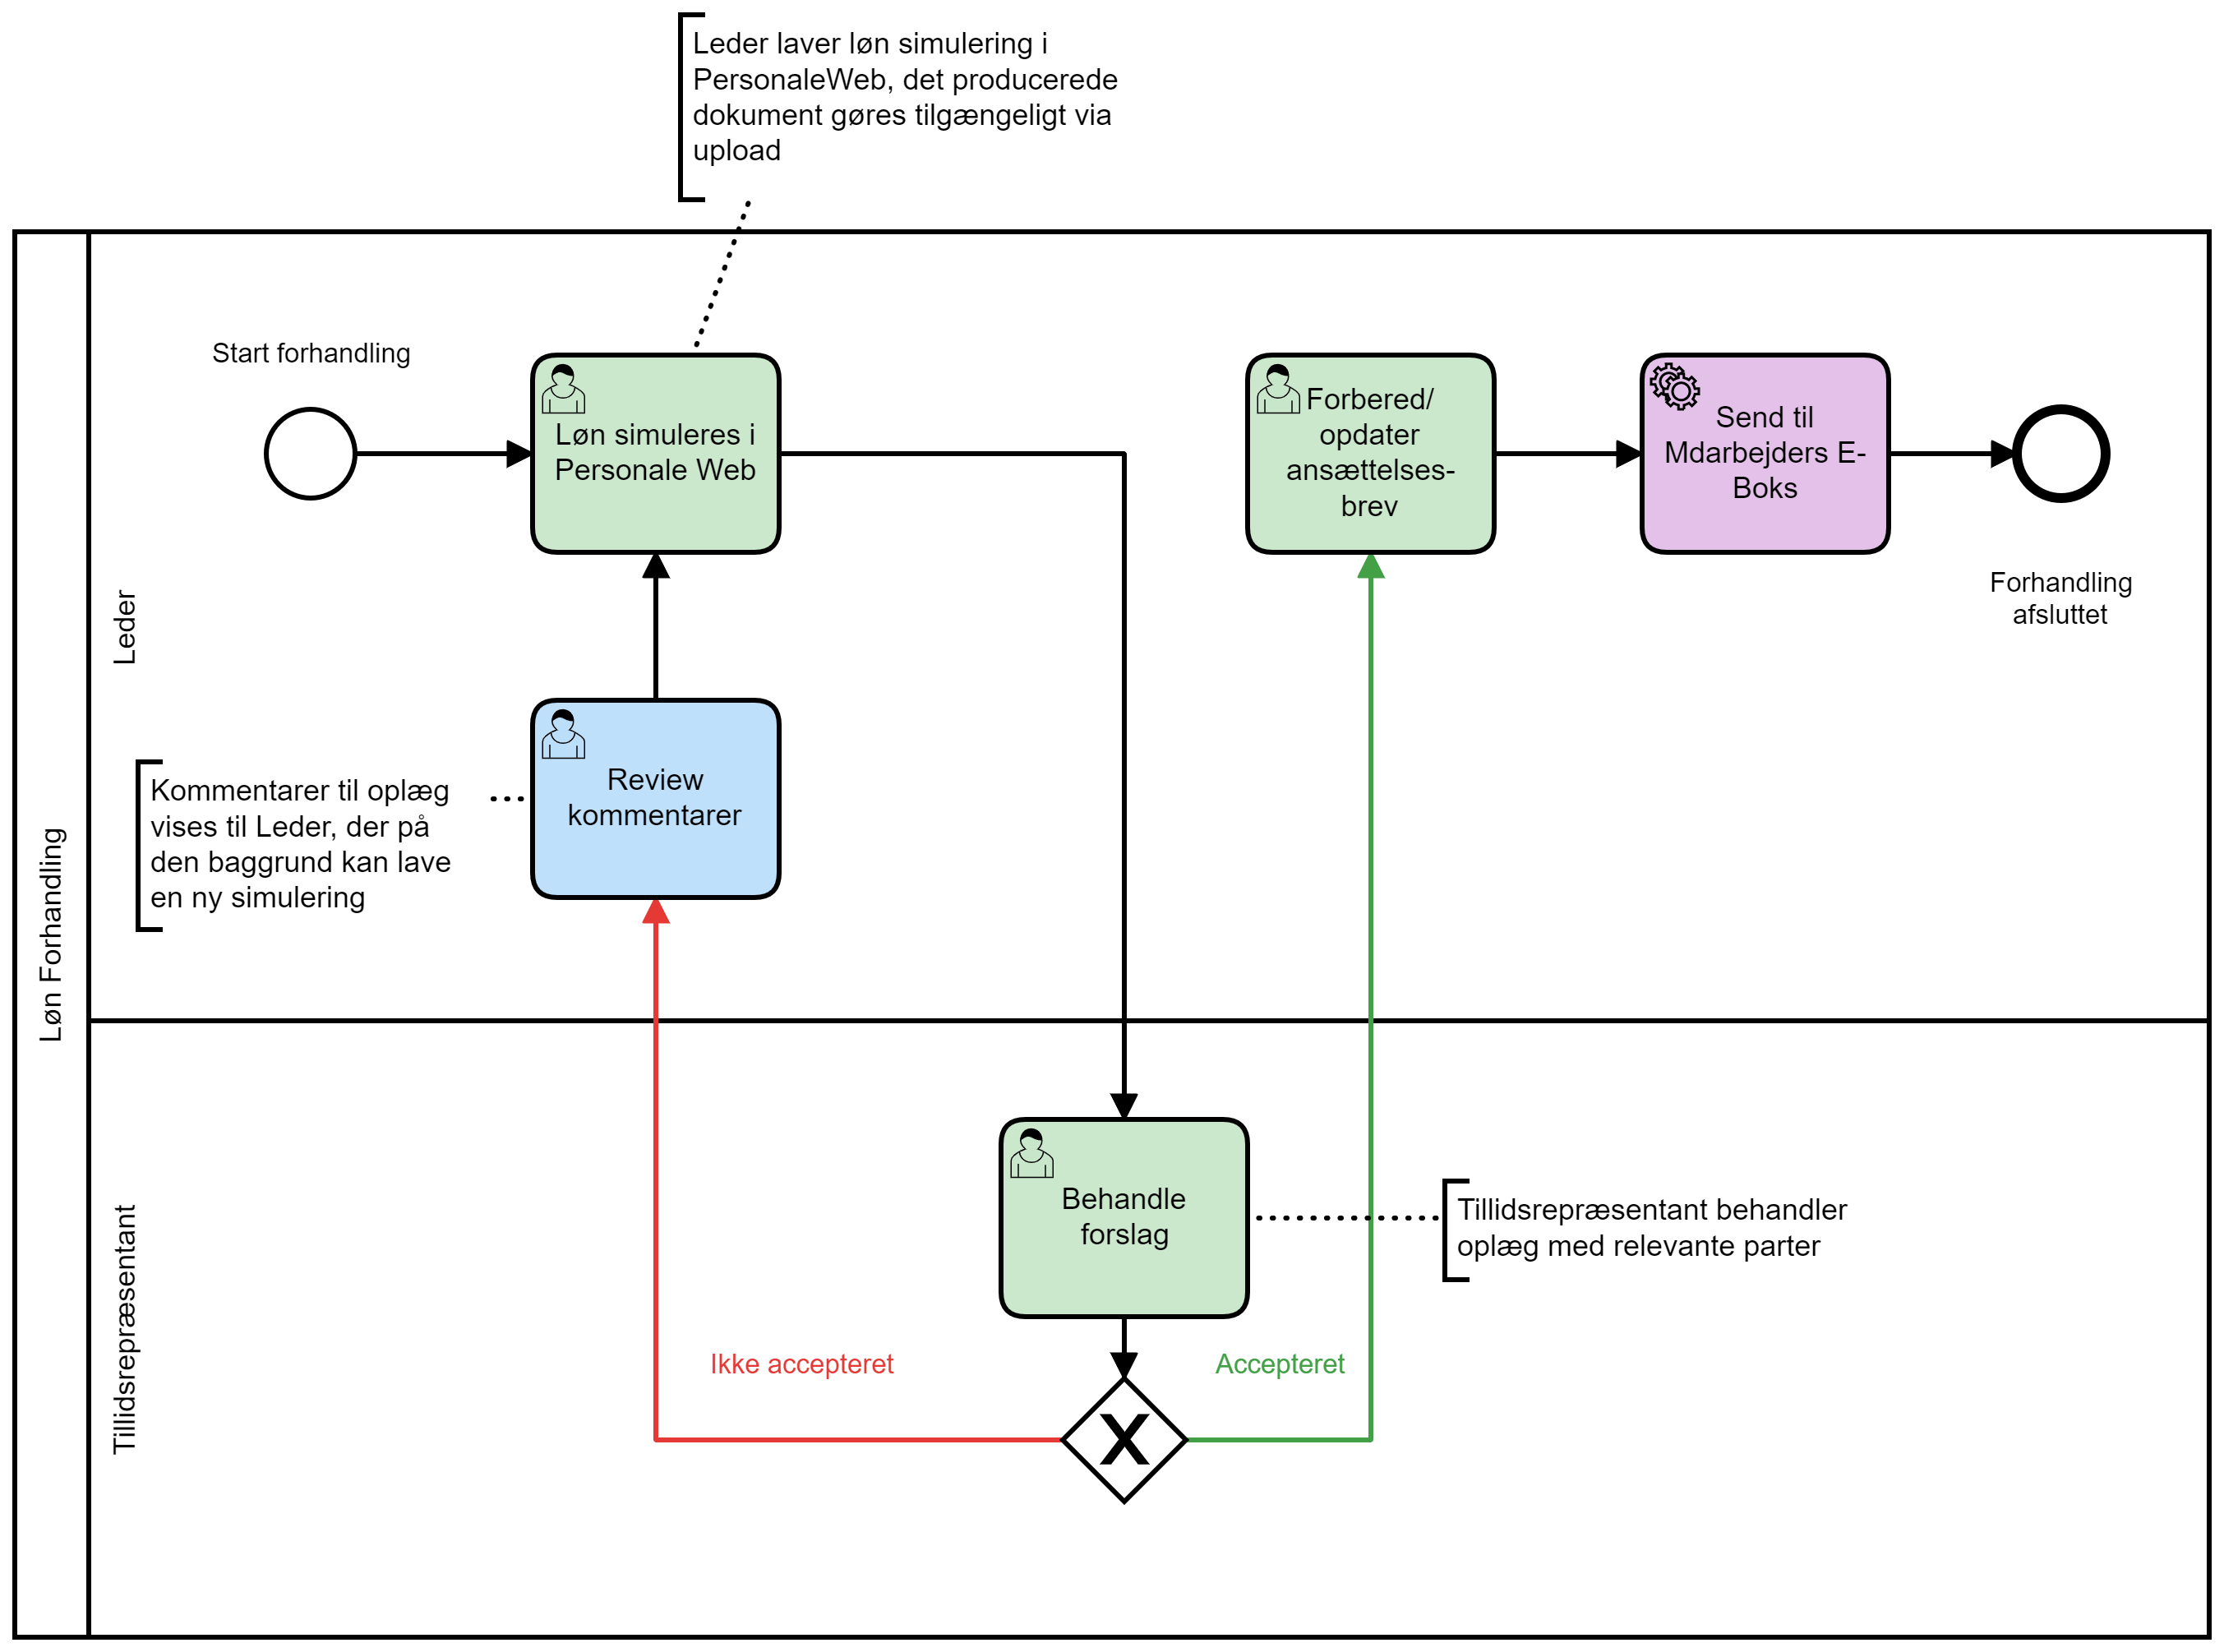 Leder laver løn simulering i
PersonaleWeb, det producerede
dokument gøres tilgængeligt via
upload
Start forhandling
Løn simuleres i
Personale Web
Forbered/
opdater
ansættelses-
brev
Send til
Mdarbejders E-
Boks
Forhandling
afsluttet
Leder
Review
kommentarer
Kommentarer til oplæg
vises til Leder, der på
den baggrund kan lave
en ny simulering
Løn Forhandling
Tillidsrepræsentant
Behandle
forslag
Tillidsrepræsentant behandler
oplæg med relevante parter
Ikke accepteret
Accepteret
X